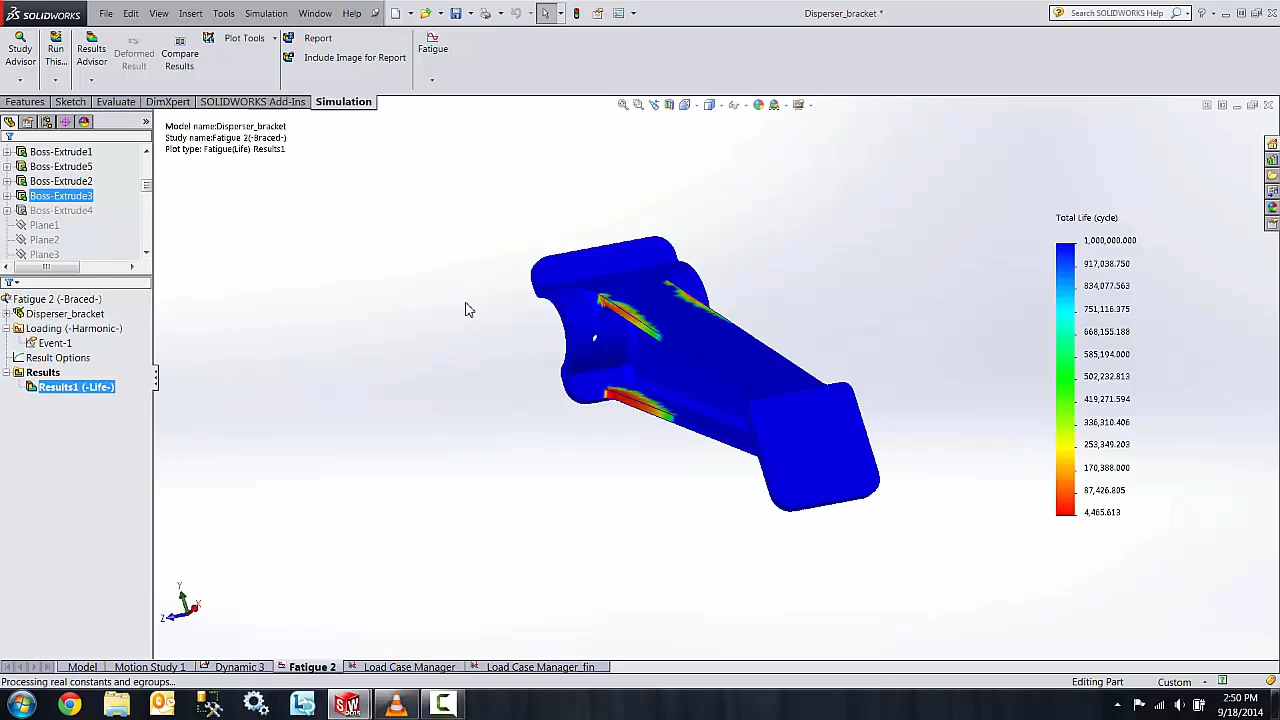 SOLIDWORKS File Edit View Insert Tools Simulation Window Help Disperser_bracket * Search SOLIDWORKS Help
Study Advisor
Run This...
Results Advisor
Deformed Result
Compare Results
Plot Tools
Report
Include Image for Report
Fatigue
Features Sketch Evaluate DimXpert SOLIDWORKS Add-Ins Simulation
Boss-Extrude1
Boss-Extrude5
Boss-Extrude2
Boss-Extrude3
Boss-Extrude4
Plane1
Plane2
Plane3
Fatigue 2 (-Braced-)
Disperser_bracket
Loading (-Harmonic-)
Event-1
Result Options
Results
Results1 (-Life-)
Model name:Disperser_bracket
Study name:Fatigue 2(-Braced-)
Plot type: Fatigue(Life) Results1
Total Life (cycle)
1,000,000.000
917,038.750
834,077.563
751,116.375
668,155.188
585,194.000
502,232.813
419,271.594
336,310.406
253,349.203
170,388.000
87,426.805
4,465.613
Y
X
Z
Model Motion Study 1 Dynamic 3 Fatigue 2 Load Case Manager Load Case Manager_fin
Processing real constants and egroups...
Editing Part Custom
2:50 PM
9/18/2014